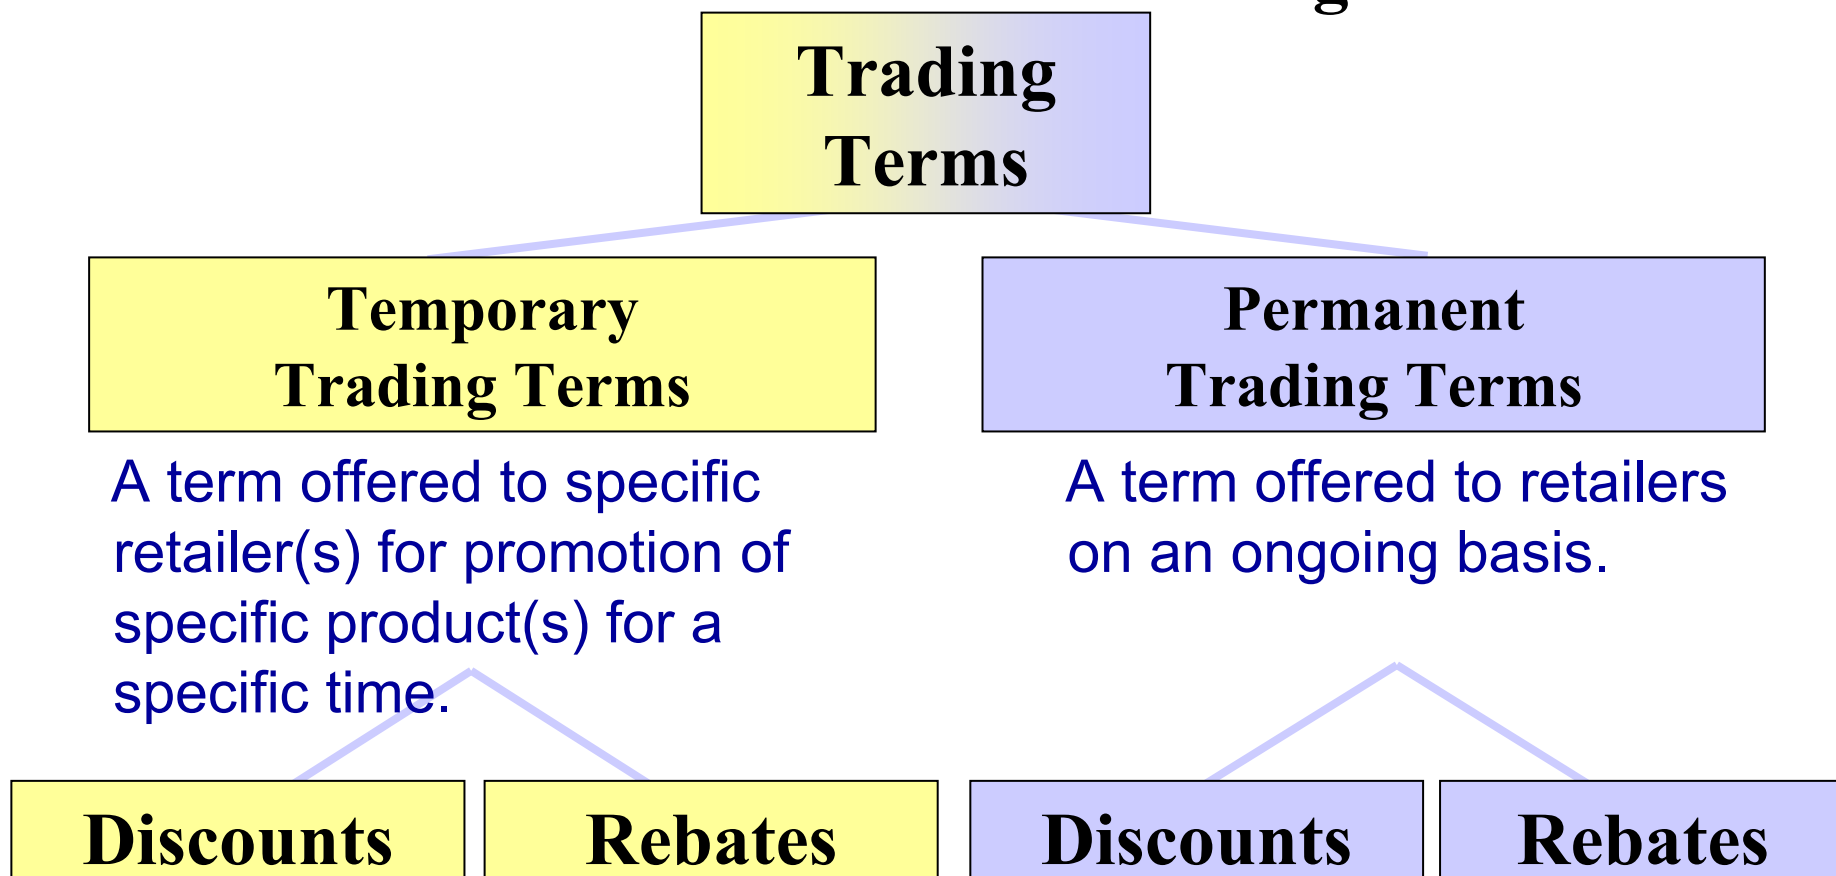 Trading
Terms
Temporary
Trading Terms
Permanent
Trading Terms
A term offered to specific
retailer(s) for promotion of
specific product(s) for a
specific time.
A term offered to retailers
on an ongoing basis.
Discounts
Rebates
Discounts
Rebates